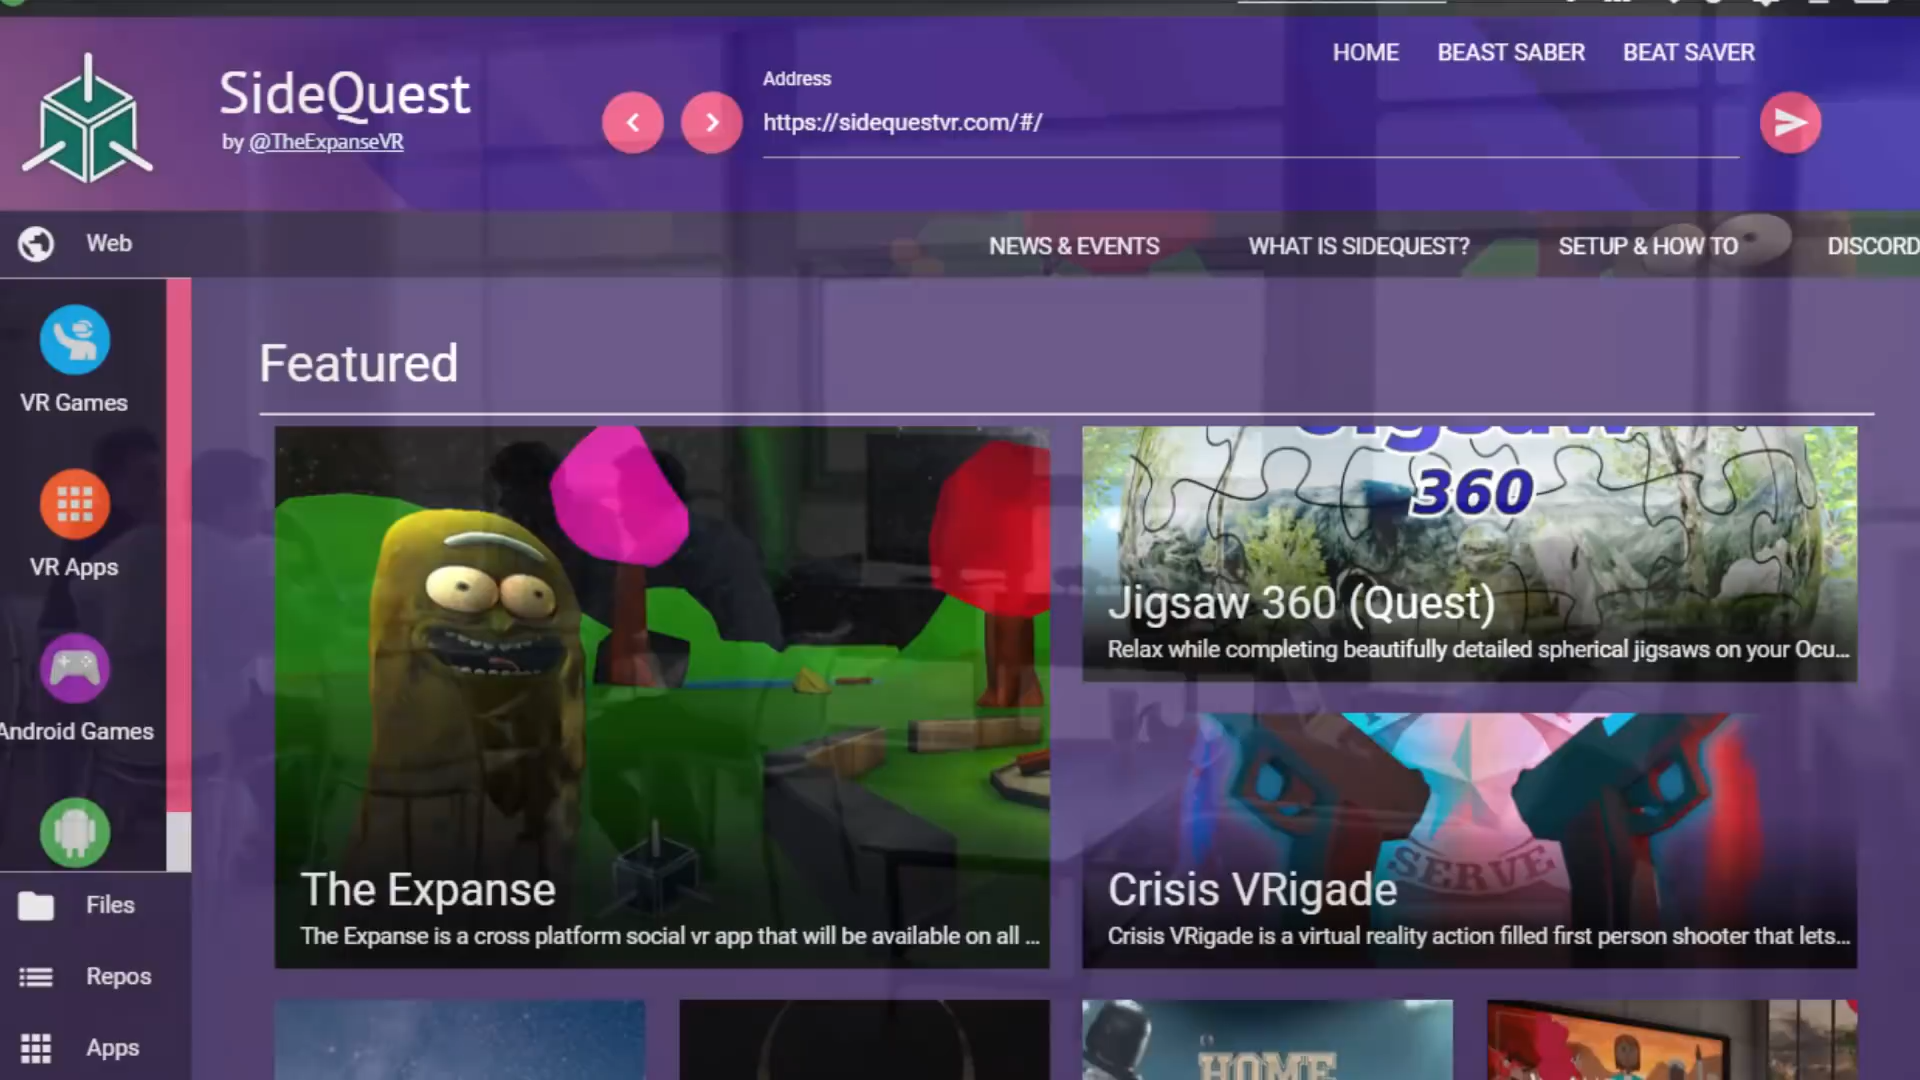 HOME BEAST SABER BEAT SAVER
SideQuest
by @TheExpanseVR
Address
https://sidequestvr.com/#/
Web
NEWS & EVENTS WHAT IS SIDEQUEST? SETUP & HOW TO DISCORD
VR Games
VR Apps
Android Games
Files
Repos
Apps
Featured
The Expanse
The Expanse is a cross platform social vr app that will be available on all ...
Jigsaw
360
Jigsaw 360 (Quest)
Relax while completing beautifully detailed spherical jigsaws on your Ocu...
SERVE
Crisis VRigade
Crisis VRigade is a virtual reality action filled first person shooter that lets...
HOME